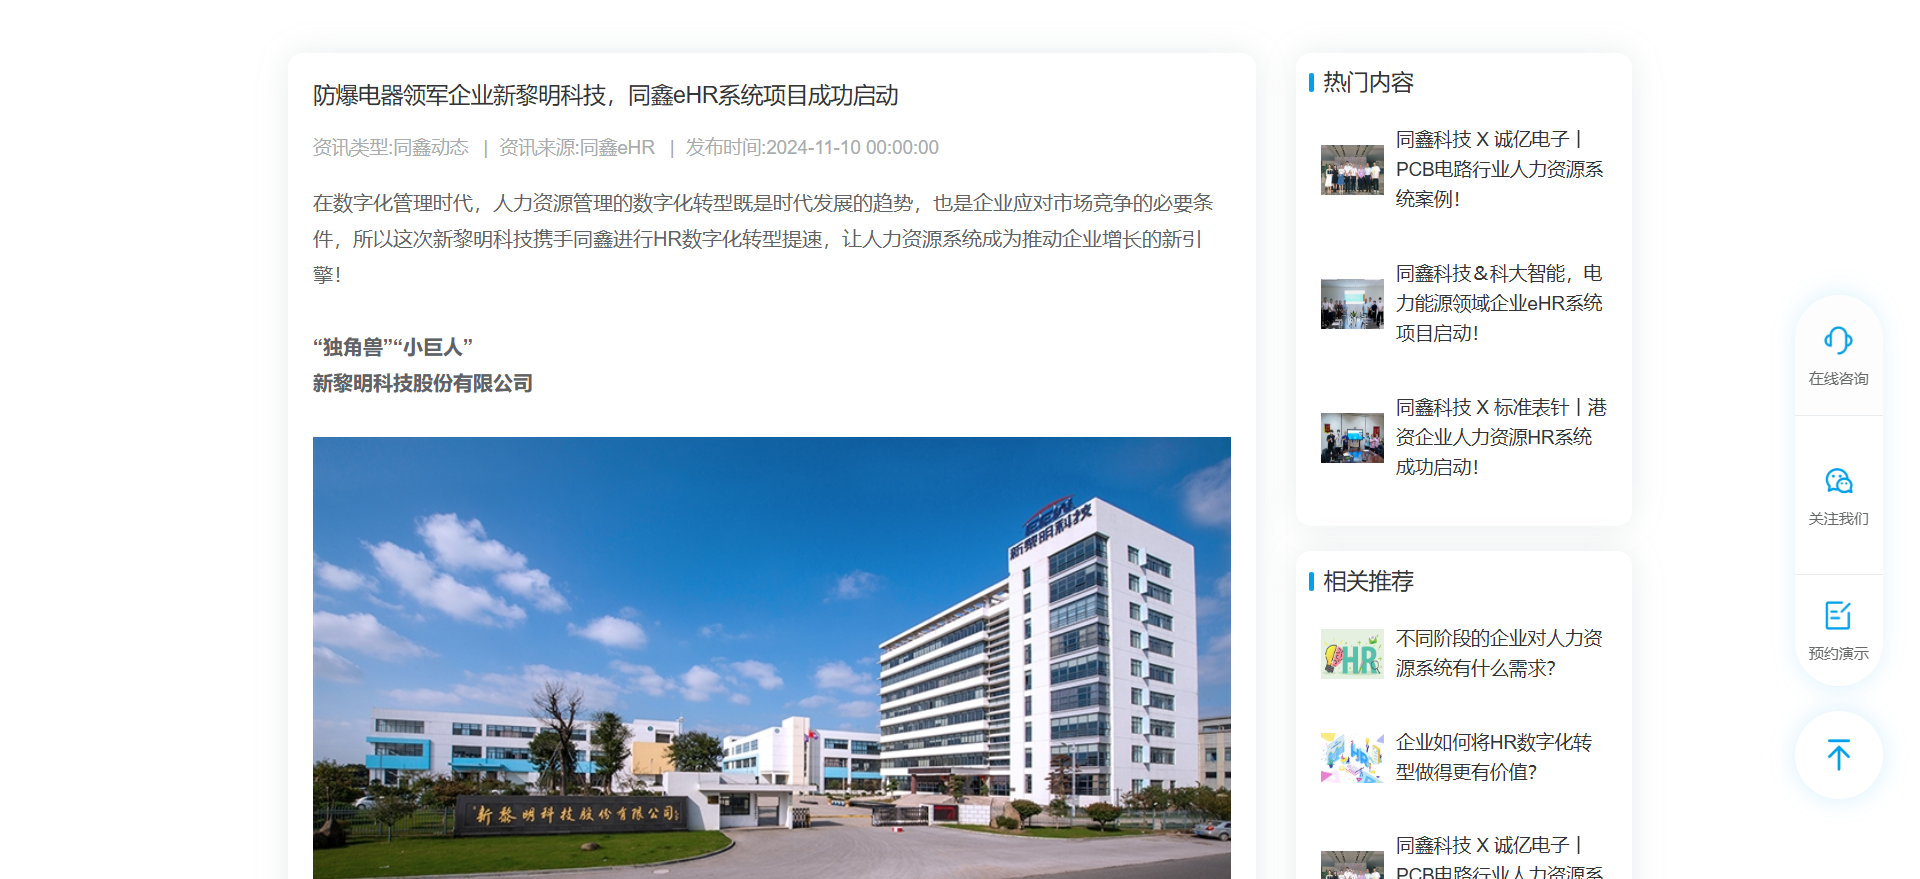 防爆电器领军企业新黎明科技，同鑫eHR系统项目成功启动
资讯类型:同鑫动态 | 资讯来源:同鑫eHR | 发布时间:2024-11-10 00:00:00
在数字化管理时代，人力资源管理的数字化转型既是时代发展的趋势，也是企业应对市场竞争的必要条
件，所以这次新黎明科技携手同鑫进行HR数字化转型提速，让人力资源系统成为推动企业增长的新引
擎！
“独角兽”“小巨人”
新黎明科技股份有限公司
新黎明科技
新黎明科技股份有限公司
热门内容
同鑫科技 X 诚亿电子丨
PCB电路行业人力资源系
统案例！
同鑫科技＆科大智能，电
力能源领域企业eHR系统
项目启动！
同鑫科技 X 标准表针丨港
资企业人力资源HR系统
成功启动！
相关推荐
HR
不同阶段的企业对人力资
源系统有什么需求?
企业如何将HR数字化转
型做得更有价值?
同鑫科技 X 诚亿电子丨
PCB电路行业人力资源系
在线咨询
关注我们
预约演示